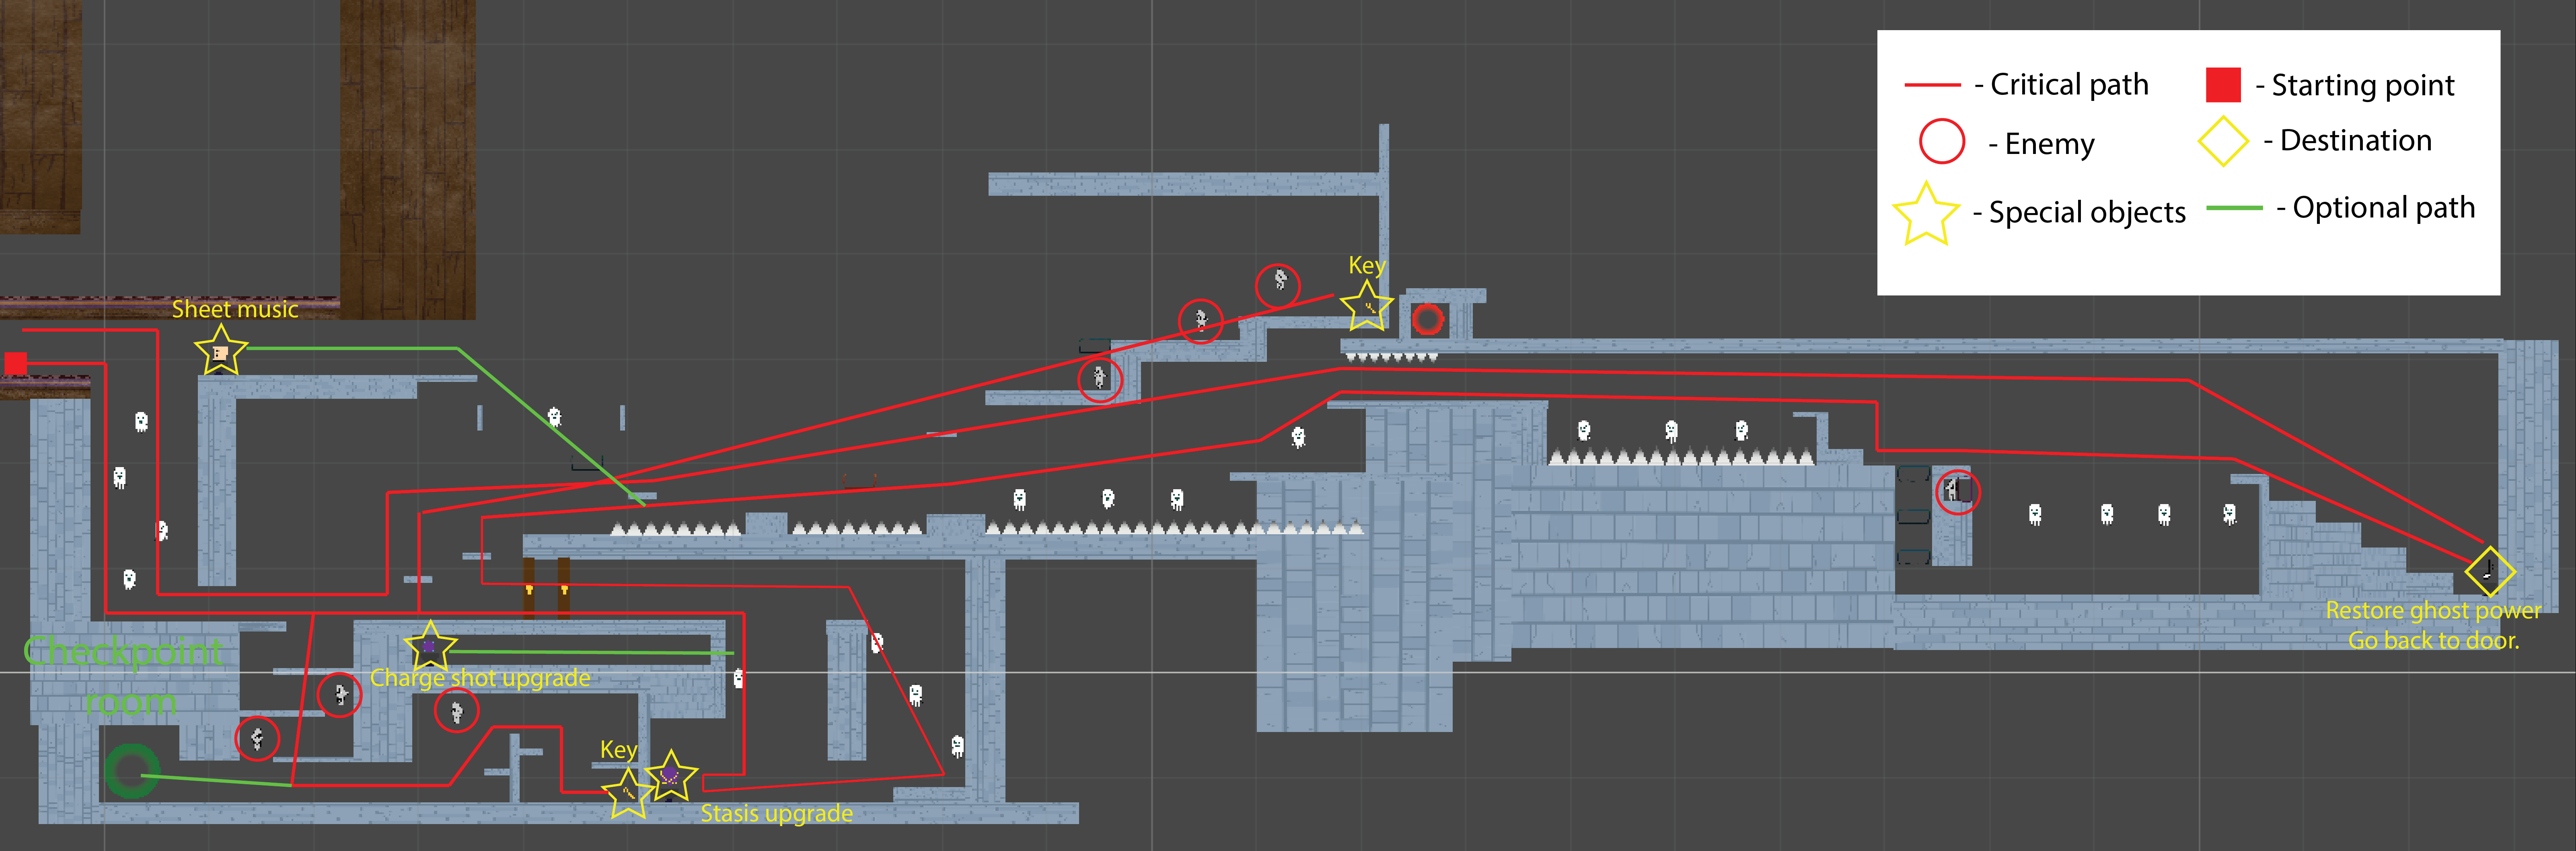 - Critical path
- Starting point
- Enemy
- Destination
- Special objects
- Optional path
Key
Sheet music
Restore ghost power
Go back to door.
Checkpoint
room
Charge shot upgrade
Key
Stasis upgrade